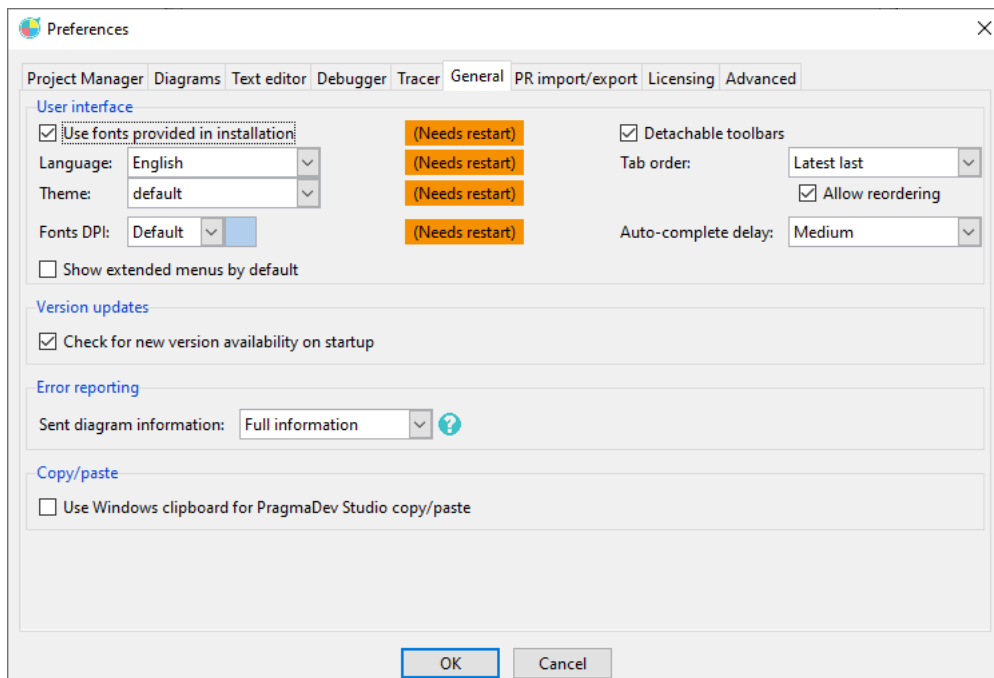 Preferences
Project Manager Diagrams Text editor Debugger Tracer General PR import/export Licensing Advanced
User interface
Use fonts provided in installation (Needs restart) Detachable toolbars
Language: English (Needs restart) Tab order: Latest last
Theme: default (Needs restart) Allow reordering
Fonts DPI: Default (Needs restart) Auto-complete delay: Medium
Show extended menus by default
Version updates
Check for new version availability on startup
Error reporting
Sent diagram information: Full information ?
Copy/paste
Use Windows clipboard for PragmaDev Studio copy/paste
OK Cancel